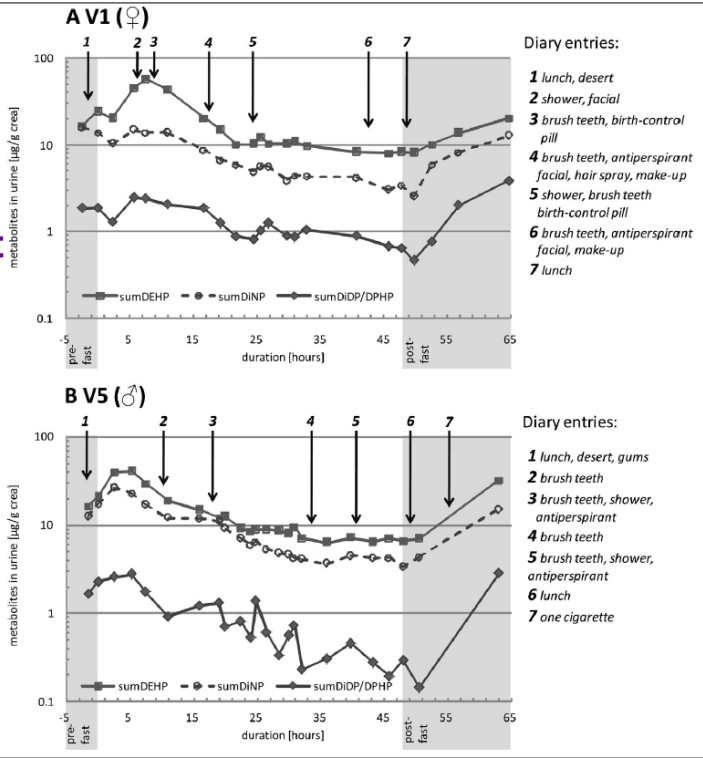 A V1 (♀)
1 2 3 4 5 6 7
100
10
1
0.1
metabolites in urine [µg/g crea]
sumDEHP sumDiNP sumDiDP/DPHP
-5 5 15 25 35 45 55 65
pre-
fast
duration [hours]
post-
fast
Diary entries:
1 lunch, desert
2 shower, facial
3 brush teeth, birth-control
pill
4 brush teeth, antiperspirant
facial, hair spray, make-up
5 shower, brush teeth
birth-control pill
6 brush teeth, antiperspirant
facial, make-up
7 lunch
B V5 (♂)
1 2 3 4 5 6 7
100
10
1
0.1
metabolites in urine [µg/g crea]
sumDEHP sumDiNP sumDiDP/DPHP
-5 5 15 25 35 45 55 65
pre-
fast
duration [hours]
post-
fast
Diary entries:
1 lunch, desert, gums
2 brush teeth
3 brush teeth, shower,
antiperspirant
4 brush teeth
5 brush teeth, shower,
antiperspirant
6 lunch
7 one cigarette